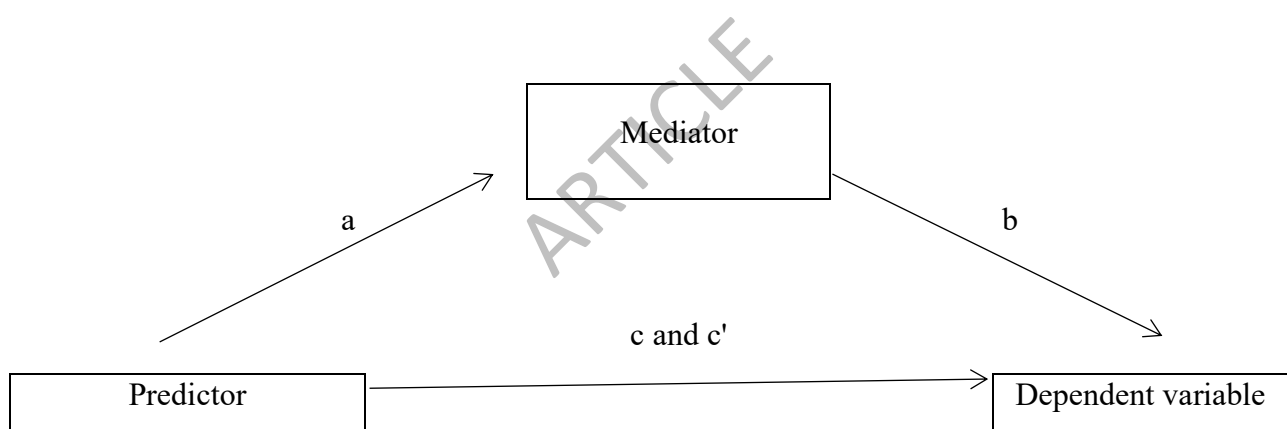 ARTICLE
Mediator
a
b
c and c'
Predictor
Dependent variable